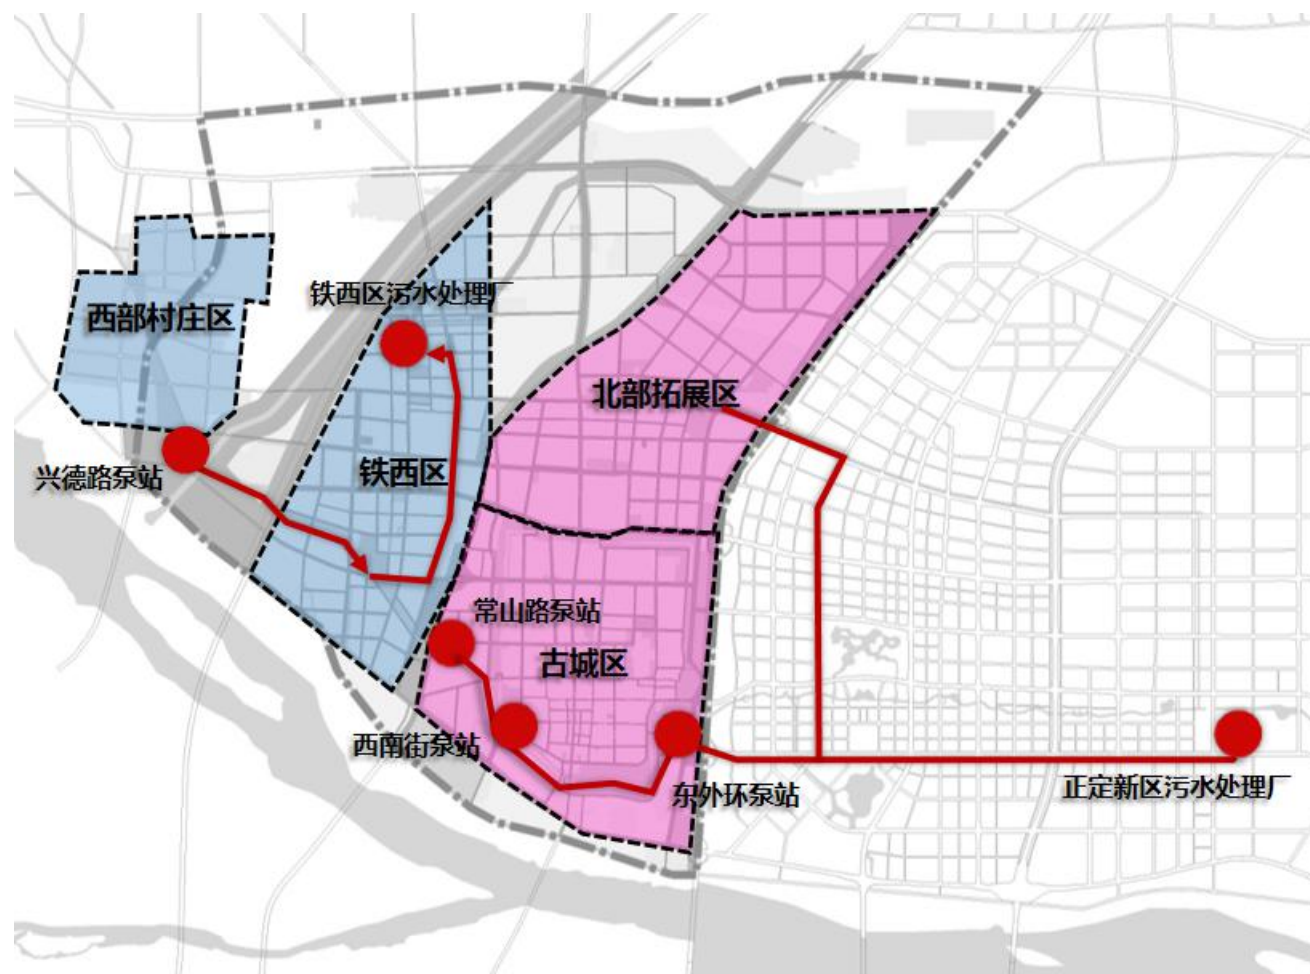 铁西区污水处理厂
西部村庄区
北部拓展区
铁西区
兴德路泵站
常山路泵站
古城区
西南街泵站
东外环泵站
正定新区污水处理厂